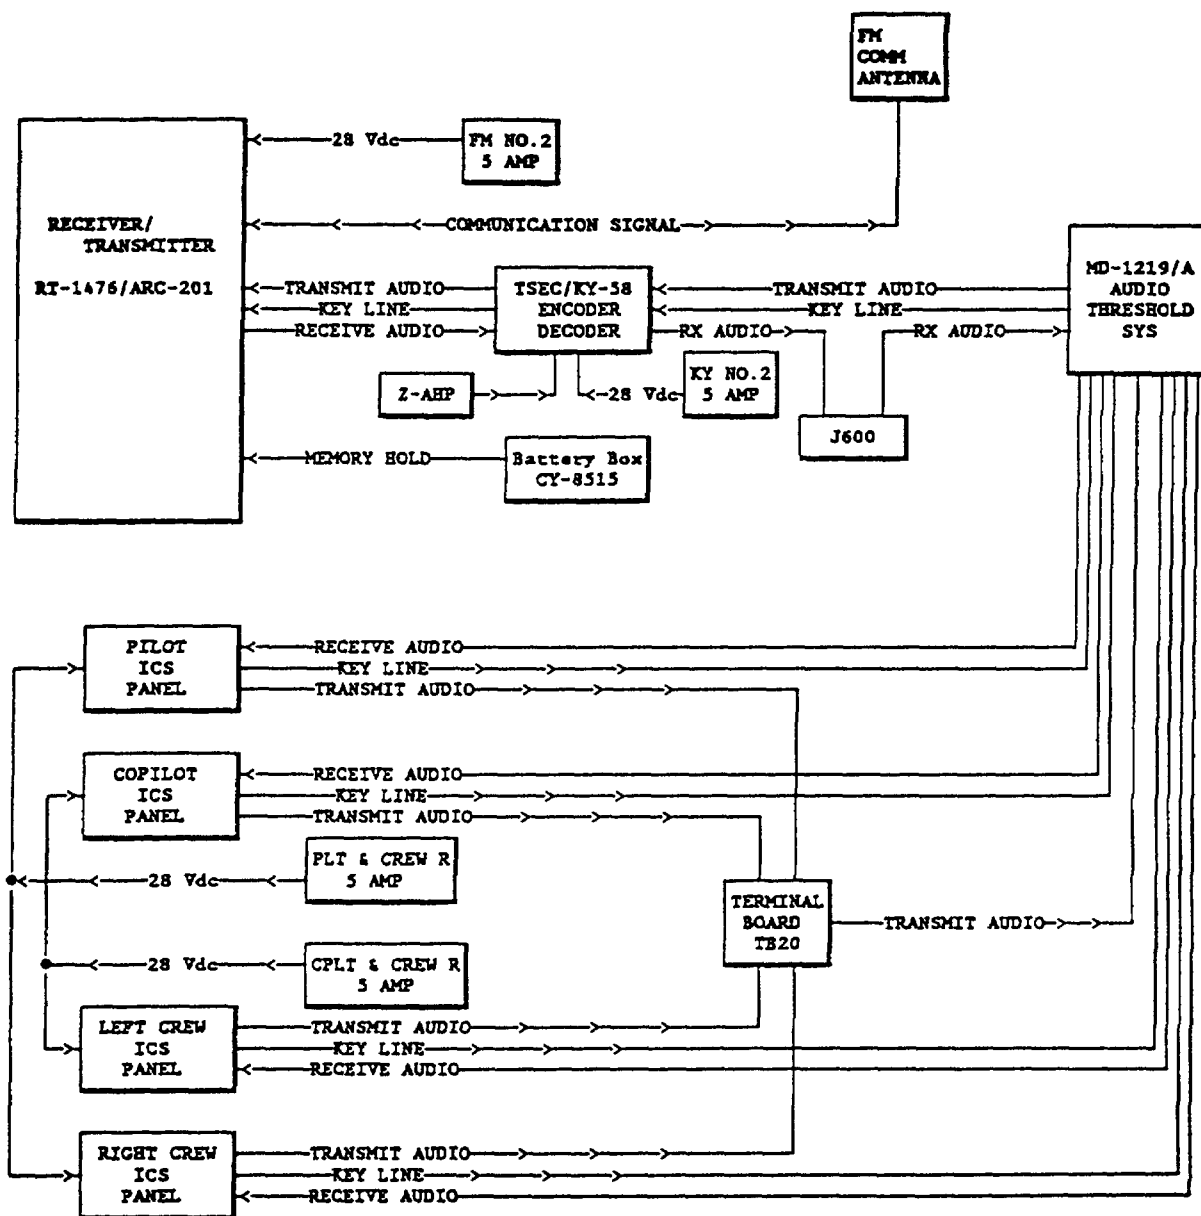 FM
COMM
ANTENNA
28 Vdc
FM NO.2
5 AMP
RECEIVER/
TRANSMITTER
RT-1476/ARC-201
COMMUNICATION SIGNAL
MD-1219/A
AUDIO
THRESHOLD
SYS
TRANSMIT AUDIO
KEY LINE
RECEIVE AUDIO
TSEC/KY-58
ENCODER
DECODER
TRANSMIT AUDIO
KEY LINE
RX AUDIO
RX AUDIO
Z-AHP
28 Vdc
KY NO.2
5 AMP
J600
MEMORY HOLD
Battery Box
CY-8515
PILOT
ICS
PANEL
RECEIVE AUDIO
KEY LINE
TRANSMIT AUDIO
COPILOT
ICS
PANEL
RECEIVE AUDIO
KEY LINE
TRANSMIT AUDIO
28 Vdc
PLT & CREW R
5 AMP
TERMINAL
BOARD
TB20
TRANSMIT AUDIO
28 Vdc
CPLT & CREW R
5 AMP
LEFT CREW
ICS
PANEL
TRANSMIT AUDIO
KEY LINE
RECEIVE AUDIO
RIGHT CREW
ICS
PANEL
TRANSMIT AUDIO
KEY LINE
RECEIVE AUDIO